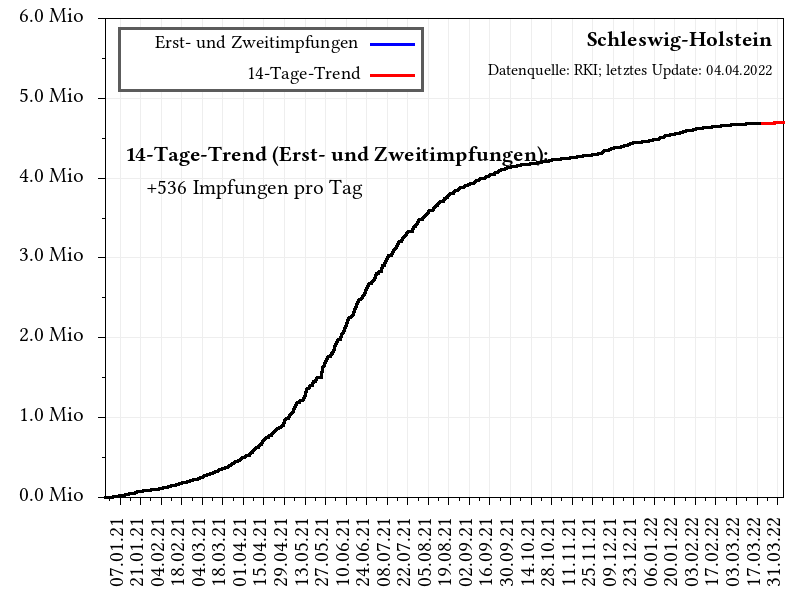 6.0 Mio
5.0 Mio
4.0 Mio
3.0 Mio
2.0 Mio
1.0 Mio
0.0 Mio
Erst- und Zweitimpfungen
14-Tage-Trend
Schleswig-Holstein
Datenquelle: RKI; letztes Update: 04.04.2022
14-Tage-Trend (Erst- und Zweitimpfungen):
+536 Impfungen pro Tag
07.01.21
21.01.21
04.02.21
18.02.21
04.03.21
18.03.21
01.04.21
15.04.21
29.04.21
13.05.21
27.05.21
10.06.21
24.06.21
08.07.21
22.07.21
05.08.21
19.08.21
02.09.21
16.09.21
30.09.21
14.10.21
28.10.21
11.11.21
25.11.21
09.12.21
23.12.21
06.01.22
20.01.22
03.02.22
17.02.22
03.03.22
17.03.22
31.03.22